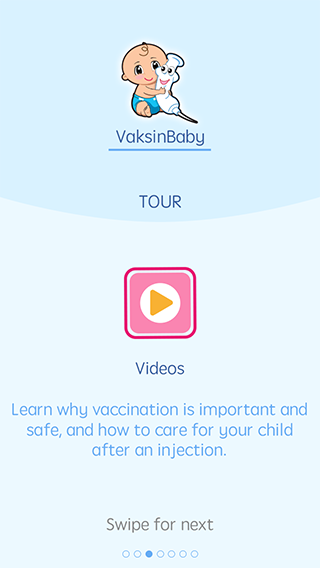 VaksinBaby
TOUR
Videos
Learn why vaccination is important and
safe, and how to care for your child
after an injection.
Swipe for next